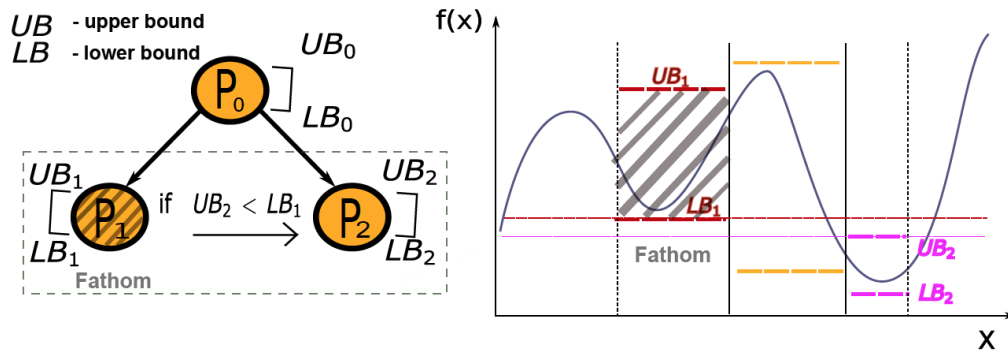 UB - upper bound
LB - lower bound
UB0
P0
LB0
UB1
UB2
P1
if UB2 < LB1
P2
LB1
LB2
Fathom
f(x)
UB1
LB1
Fathom
UB2
LB2
x